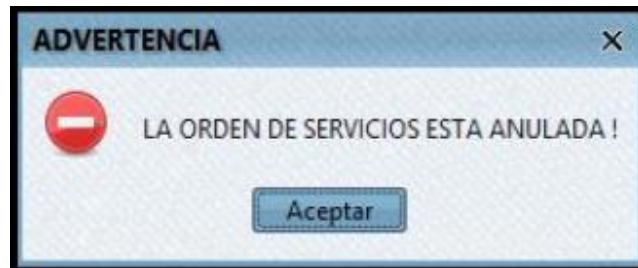 ADVERTENCIA
LA ORDEN DE SERVICIOS ESTA ANULADA !
Aceptar